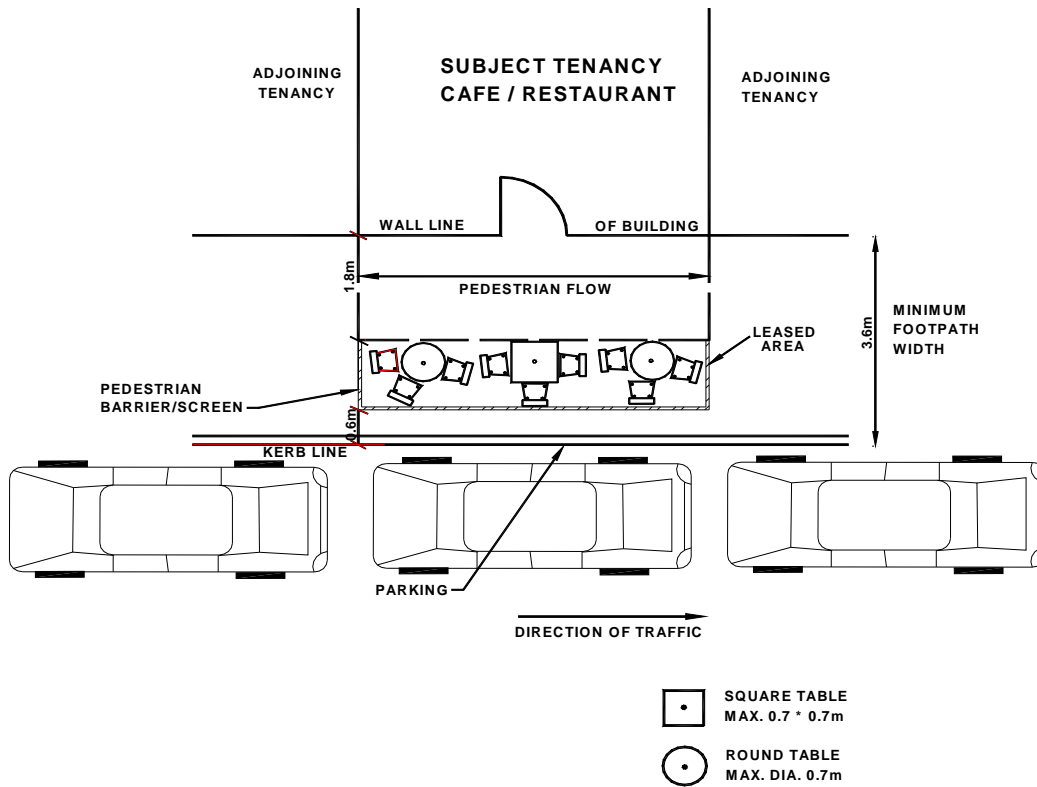 SUBJECT TENANCY
CAFE / RESTAURANT
ADJOINING
TENANCY
ADJOINING
TENANCY
WALL LINE
OF BUILDING
1.8m
PEDESTRIAN FLOW
3.6m
MINIMUM
FOOTPATH
WIDTH
LEASED
AREA
PEDESTRIAN
BARRIER/SCREEN
0.6m
KERB LINE
PARKING
DIRECTION OF TRAFFIC
SQUARE TABLE
MAX. 0.7 * 0.7m
ROUND TABLE
MAX. DIA. 0.7m